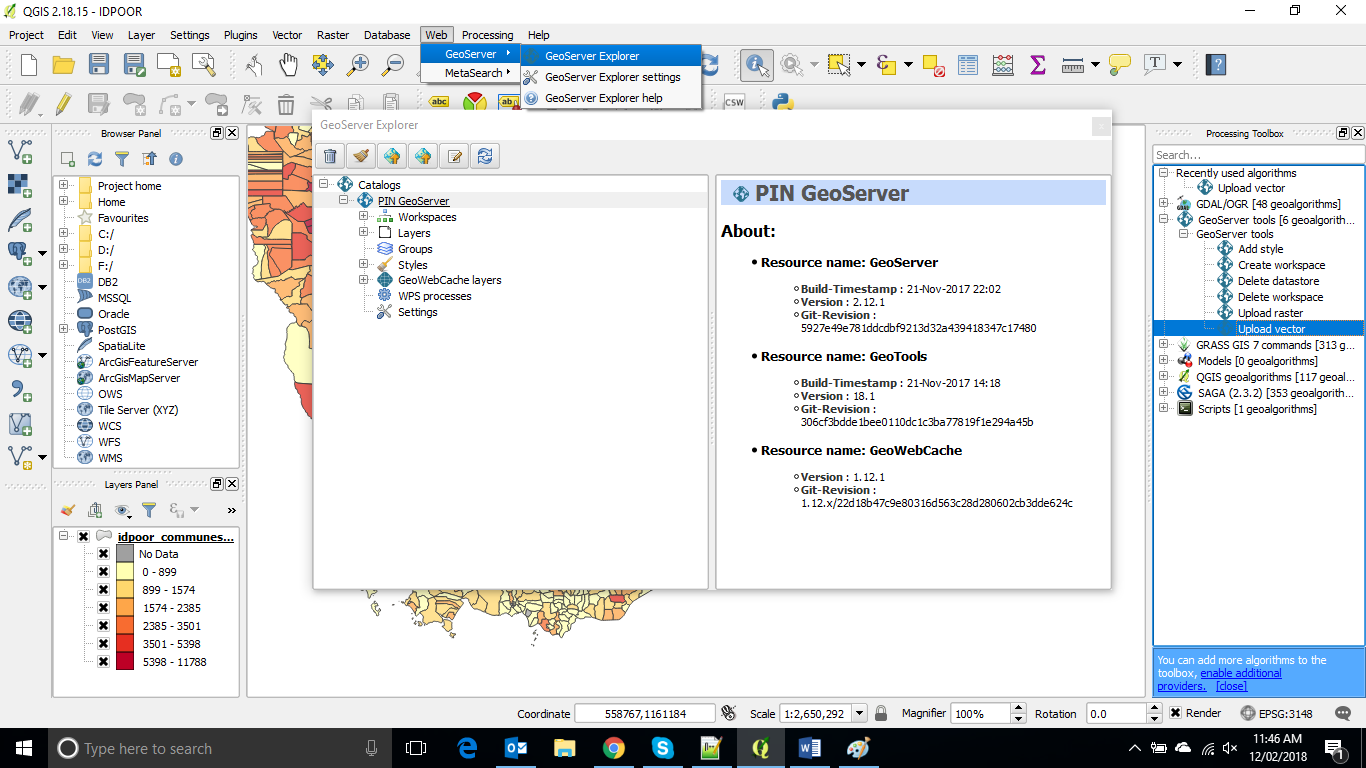 QGIS 2.18.15 - IDPOOR
Project Edit View Layer Settings Plugins Vector Raster Database Web Processing Help
GeoServer
MetaSearch
GeoServer Explorer
GeoServer Explorer settings
GeoServer Explorer help
abc
ab
CSW
Browser Panel
Project home
Home
Favourites
C:/
D:/
F:/
DB2
DB2
MSSQL
Oracle
PostGIS
SpatiaLite
ArcGisFeatureServer
ArcGisMapServer
OWS
Tile Server (XYZ)
WCS
WFS
WMS
Layers Panel
»
idpoor_communes...
No Data
0 - 899
899 - 1574
1574 - 2385
2385 - 3501
3501 - 5398
5398 - 11788
GeoServer Explorer
x
Catalogs
PIN GeoServer
Workspaces
Layers
Groups
Styles
GeoWebCache layers
WPS processes
Settings
PIN GeoServer
About:
Resource name: GeoServer
Build-Timestamp : 21-Nov-2017 22:02
Version : 2.12.1
Git-Revision :
5927e49e781ddcdbf9213d32a439418347c17480
Resource name: GeoTools
Build-Timestamp : 21-Nov-2017 14:18
Version : 18.1
Git-Revision :
306cf3bdde1bee0110dc1c3ba77819f1e294a45b
Resource name: GeoWebCache
Version : 1.12.1
Git-Revision :
1.12.x/22d18b47c9e80316d563c28d280602cb3dde624c
Processing Toolbox
Search...
Recently used algorithms
Upload vector
GDAL/OGR [48 geoalgorithms]
GeoServer tools [6 geoalgorith...
GeoServer tools
Add style
Create workspace
Delete datastore
Delete workspace
Upload raster
Upload vector
GRASS GIS 7 commands [313 g...
Models [0 geoalgorithms]
QGIS geoalgorithms [117 geoal...
SAGA (2.3.2) [353 geoalgorith...
Scripts [1 geoalgorithms]
You can add more algorithms to the
toolbox, enable additional
providers. [close]
Coordinate 558767,1161184 Scale 1:2,650,292 Magnifier 100% Rotation 0.0 Render EPSG:3148
Type here to search
11:46 AM
12/02/2018
1